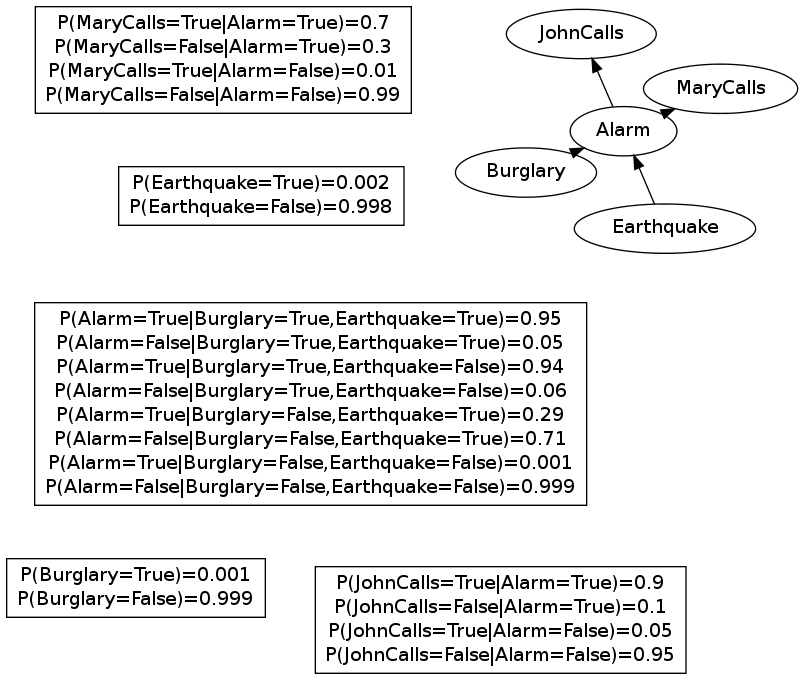 P(MaryCalls=True|Alarm=True)=0.7
P(MaryCalls=False|Alarm=True)=0.3
P(MaryCalls=True|Alarm=False)=0.01
P(MaryCalls=False|Alarm=False)=0.99
JohnCalls
MaryCalls
Alarm
Burglary
Earthquake
P(Earthquake=True)=0.002
P(Earthquake=False)=0.998
P(Alarm=True|Burglary=True,Earthquake=True)=0.95
P(Alarm=False|Burglary=True,Earthquake=True)=0.05
P(Alarm=True|Burglary=True,Earthquake=False)=0.94
P(Alarm=False|Burglary=True,Earthquake=False)=0.06
P(Alarm=True|Burglary=False,Earthquake=True)=0.29
P(Alarm=False|Burglary=False,Earthquake=True)=0.71
P(Alarm=True|Burglary=False,Earthquake=False)=0.001
P(Alarm=False|Burglary=False,Earthquake=False)=0.999
P(Burglary=True)=0.001
P(Burglary=False)=0.999
P(JohnCalls=True|Alarm=True)=0.9
P(JohnCalls=False|Alarm=True)=0.1
P(JohnCalls=True|Alarm=False)=0.05
P(JohnCalls=False|Alarm=False)=0.95